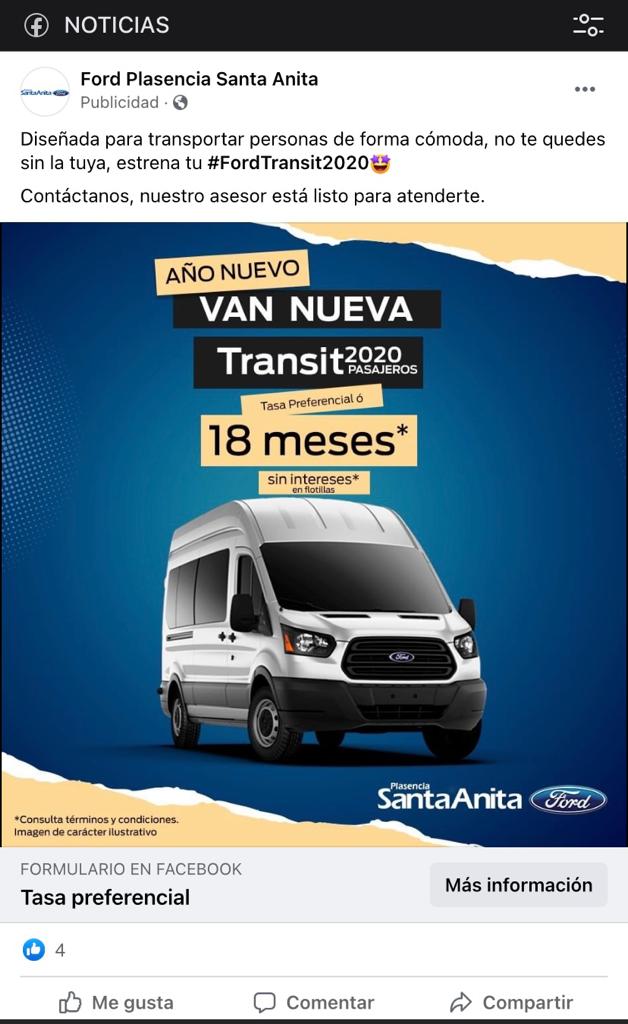 NOTICIAS
Ford Plasencia Santa Anita
Publicidad ·
Diseñada para transportar personas de forma cómoda, no te quedes
sin la tuya, estrena tu #FordTransit2020🤩
Contáctanos, nuestro asesor está listo para atenderte.
AÑO NUEVO
VAN NUEVA
Transit 2020
PASAJEROS
Tasa Preferencial ó
18 meses*
sin intereses*
en flotillas
Ford
Plasencia
SantaAnita Ford
*Consulta términos y condiciones.
Imagen de carácter ilustrativo
FORMULARIO EN FACEBOOK
Tasa preferencial
Más información
4
Me gusta
Comentar
Compartir